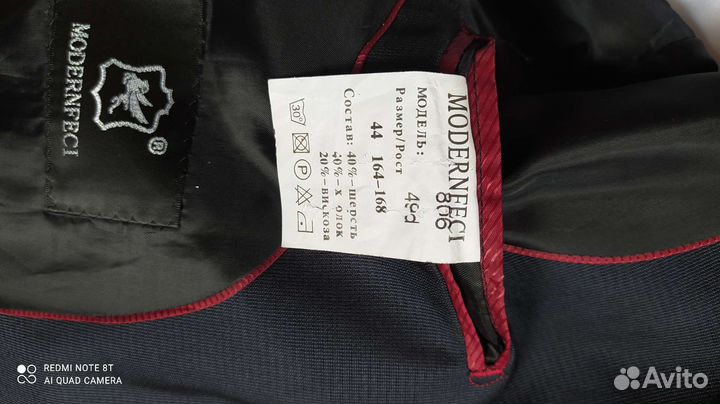 MODERNFECI
®
MODERNFECI
МОДЕЛЬ: 806
49d
Размер/Рост
44 164-168
Состав: 40%-шерсть
40%-х олок
20%-вискоза
30°
P
REDMI NOTE 8T
AI QUAD CAMERA
Avito